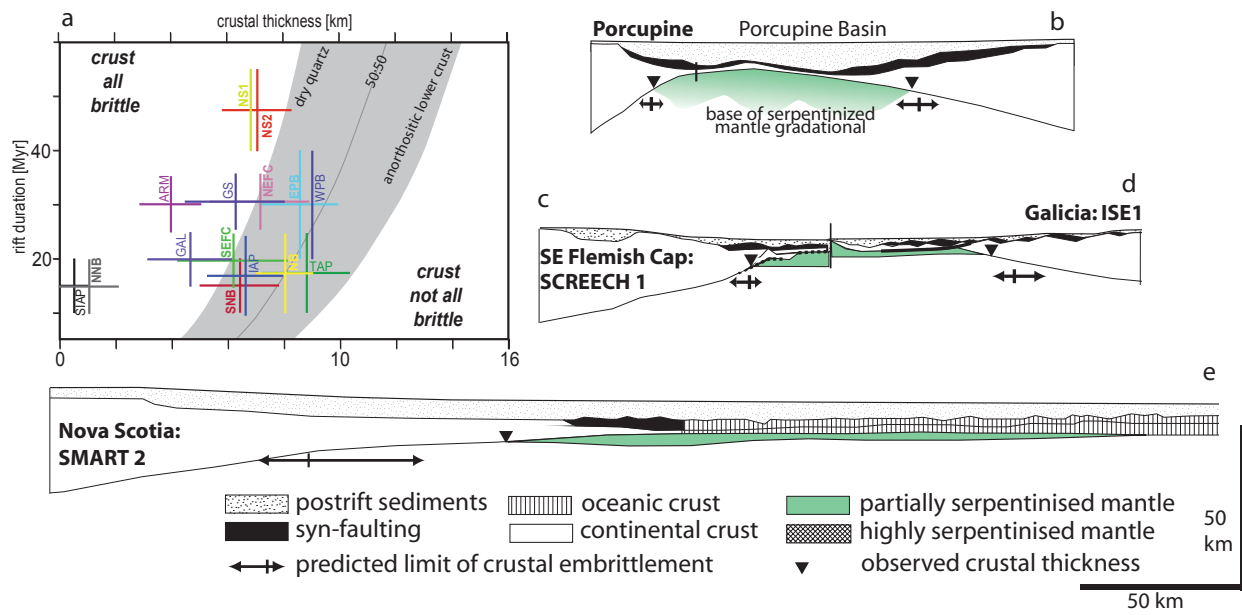 a
crustal thickness [km]
crust
all
brittle
dry quartz
50:50
anorthositic lower crust
NS1
NS2
40
rift duration [Myr]
ARM
GS
NEFC
EPB
WPB
GAL
SEFC
IAP
NB
TAP
20
SIAP
NNB
SNB
crust
not all
brittle
0
10
16
b
Porcupine
Porcupine Basin
base of serpentinized
mantle gradational
c
d
Galicia: ISE1
SE Flemish Cap:
SCREECH 1
e
Nova Scotia:
SMART 2
postrift sediments
oceanic crust
partially serpentinised mantle
syn-faulting
continental crust
highly serpentinised mantle
predicted limit of crustal embrittlement
observed crustal thickness
50
km
50 km